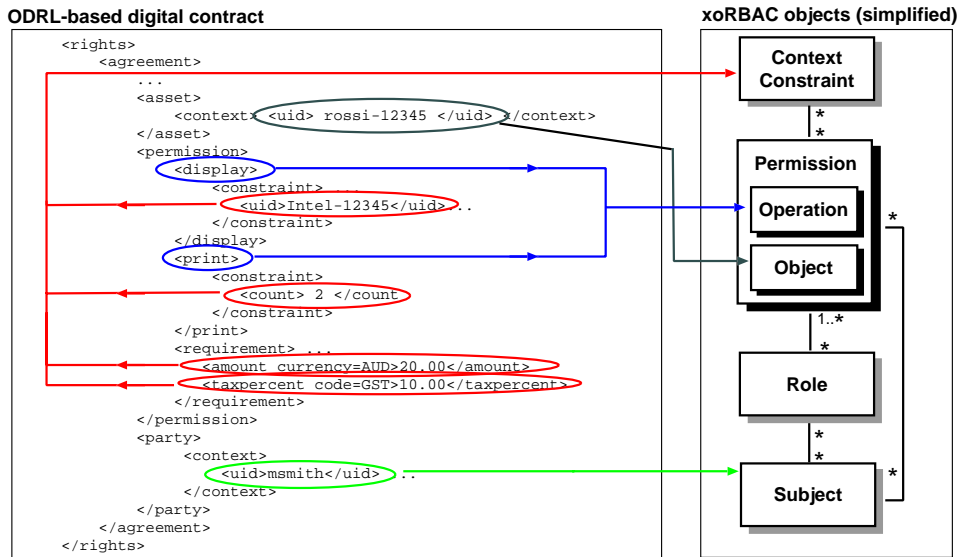 ODRL-based digital contract
<rights>
<agreement>
...
<asset>
<context> <uid> rossi-12345 </uid> </context>
</asset>
<permission>
<display>
<constraint> ...
<uid>Intel-12345</uid>...
</constraint>
</display>
<print>
<constraint>
<count> 2 </count
</constraint>
</print>
<requirement> ...
<amount currency=AUD>20.00</amount>
<taxpercent code=GST>10.00</taxpercent>
</requirement>
</permission>
<party>
<context>
<uid>msmith</uid> ..
</context>
</party>
</agreement>
</rights>
xoRBAC objects (simplified)
Context
Constraint
*
*
Permission
Operation
*
Object
1..*
*
Role
*
*
*
Subject